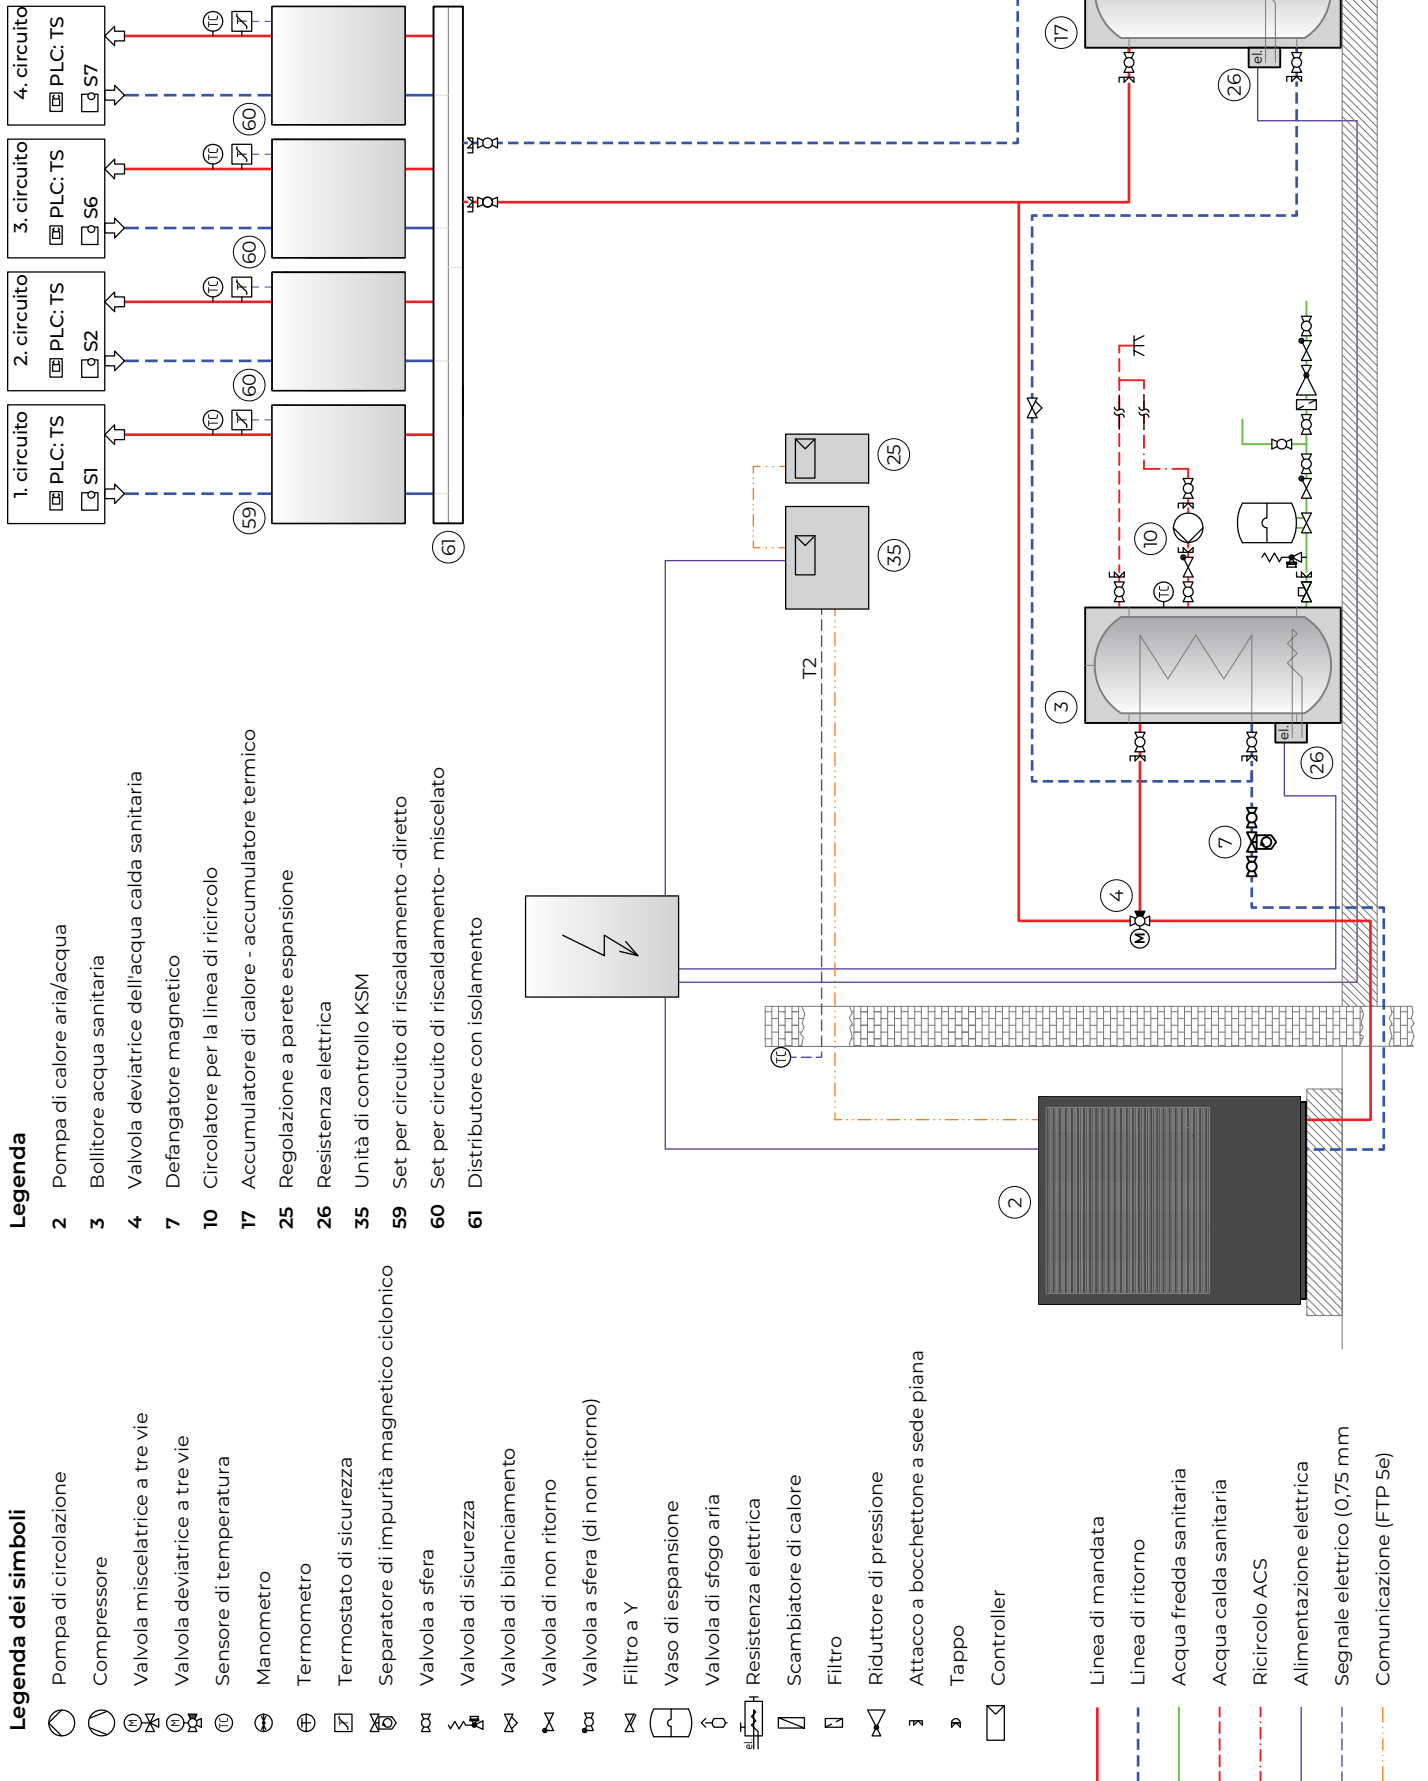 Legenda dei simboli
Pompa di circolazione
Compressore
M
Valvola miscelatrice a tre vie
M
Valvola deviatrice a tre vie
TC
Sensore di temperatura
Manometro
Termometro
Termostato di sicurezza
Separatore di impurità magnetico ciclonico
Valvola a sfera
Valvola di sicurezza
Valvola di bilanciamento
Valvola di non ritorno
Valvola a sfera (di non ritorno)
Filtro a Y
Vaso di espansione
Valvola di sfogo aria
el.
Resistenza elettrica
Scambiatore di calore
Filtro
Riduttore di pressione
Attacco a bocchettone a sede piana
Tappo
Controller
Linea di mandata
Linea di ritorno
Acqua fredda sanitaria
Acqua calda sanitaria
Ricircolo ACS
Alimentazione elettrica
Segnale elettrico (0,75 mm
Comunicazione (FTP 5e)
Legenda
2 Pompa di calore aria/acqua
3 Bollitore acqua sanitaria
4 Valvola deviatrice dell'acqua calda sanitaria
7 Defangatore magnetico
10 Circolatore per la linea di ricircolo
17 Accumulatore di calore - accumulatore termico
25 Regolazione a parete espansione
26 Resistenza elettrica
35 Unità di controllo KSM
59 Set per circuito di riscaldamento -diretto
60 Set per circuito di riscaldamento- miscelato
61 Distributore con isolamento
1. circuito
PLC: TS
S1
2. circuito
PLC: TS
S2
3. circuito
PLC: TS
S6
4. circuito
PLC: TS
S7
TC
TC
TC
TC
59
60
60
60
61
25
35
T2
TC
2
M
4
7
3
el.
26
TC
10
17
el.
26